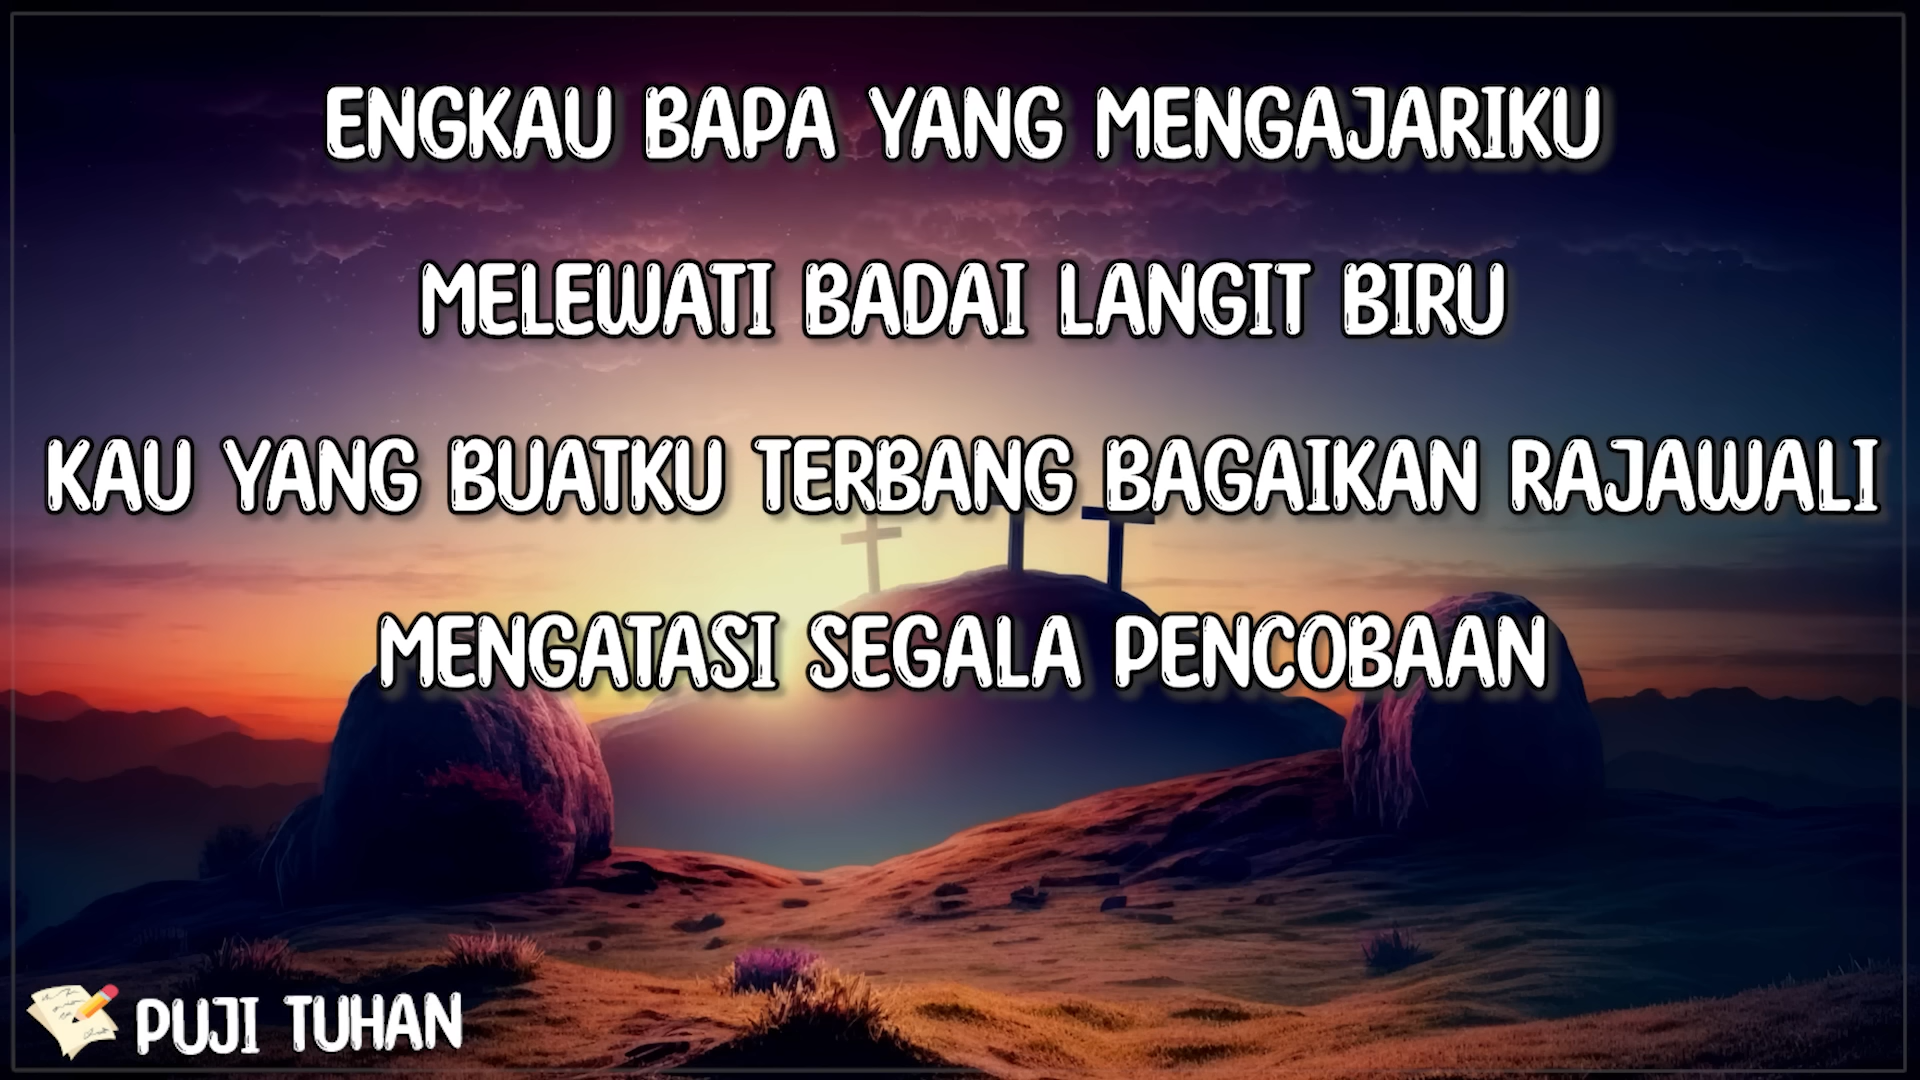 ENGKAU BAPA YANG MENGAJARIKU
MELEWATI BADAI LANGIT BIRU
KAU YANG BUATKU TERBANG BAGAIKAN RAJAWALI
MENGATASI SEGALA PENCOBAAN
PUJI TUHAN